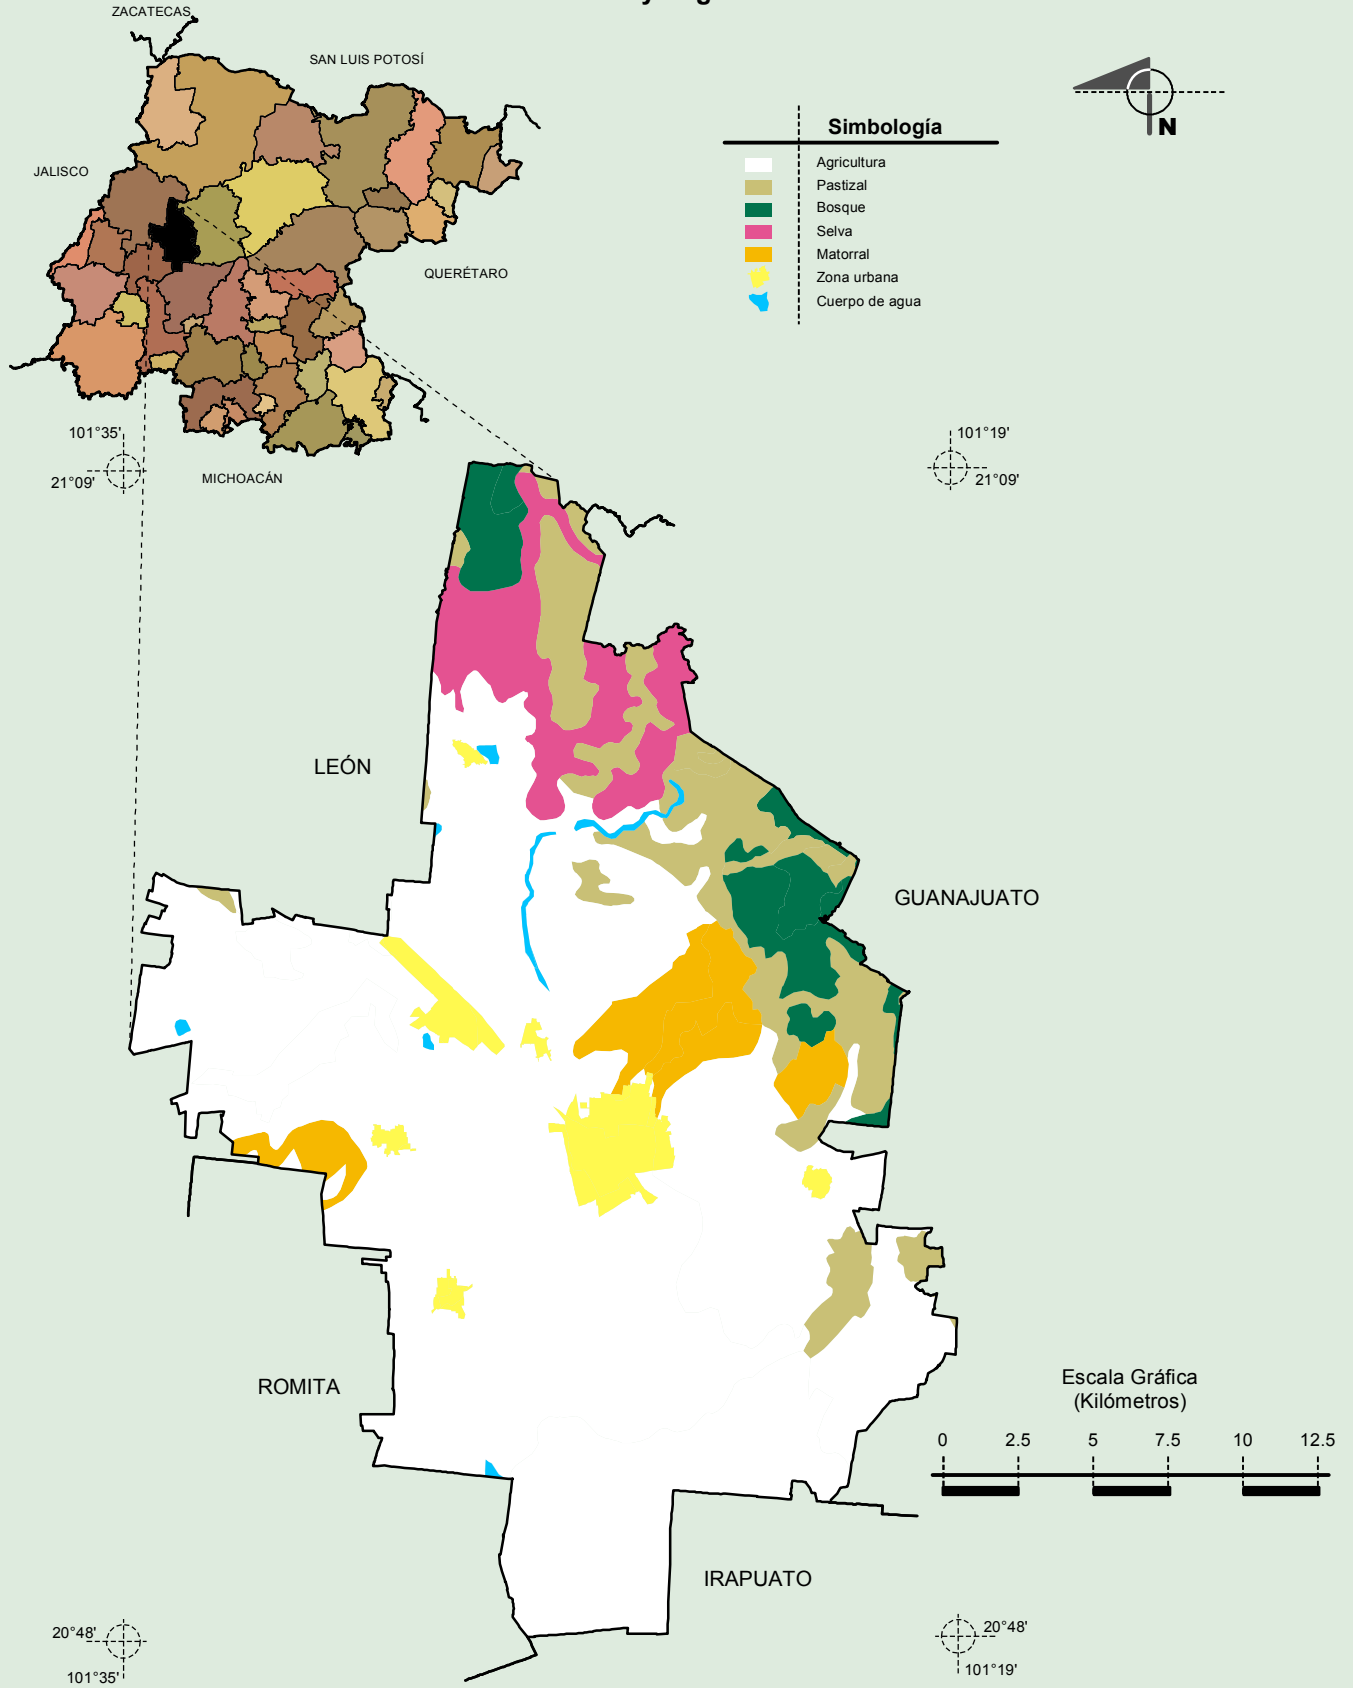 ZACATECAS
SAN LUIS POTOSÍ
JALISCO
QUERÉTARO
MICHOACÁN
N
Simbología
Agricultura
Pastizal
Bosque
Selva
Matorral
Zona urbana
Cuerpo de agua
101°35'
21°09'
101°19'
21°09'
LEÓN
GUANAJUATO
ROMITA
IRAPUATO
Escala Gráfica
(Kilómetros)
0 2.5 5 7.5 10 12.5
20°48'
101°35'
20°48'
101°19'